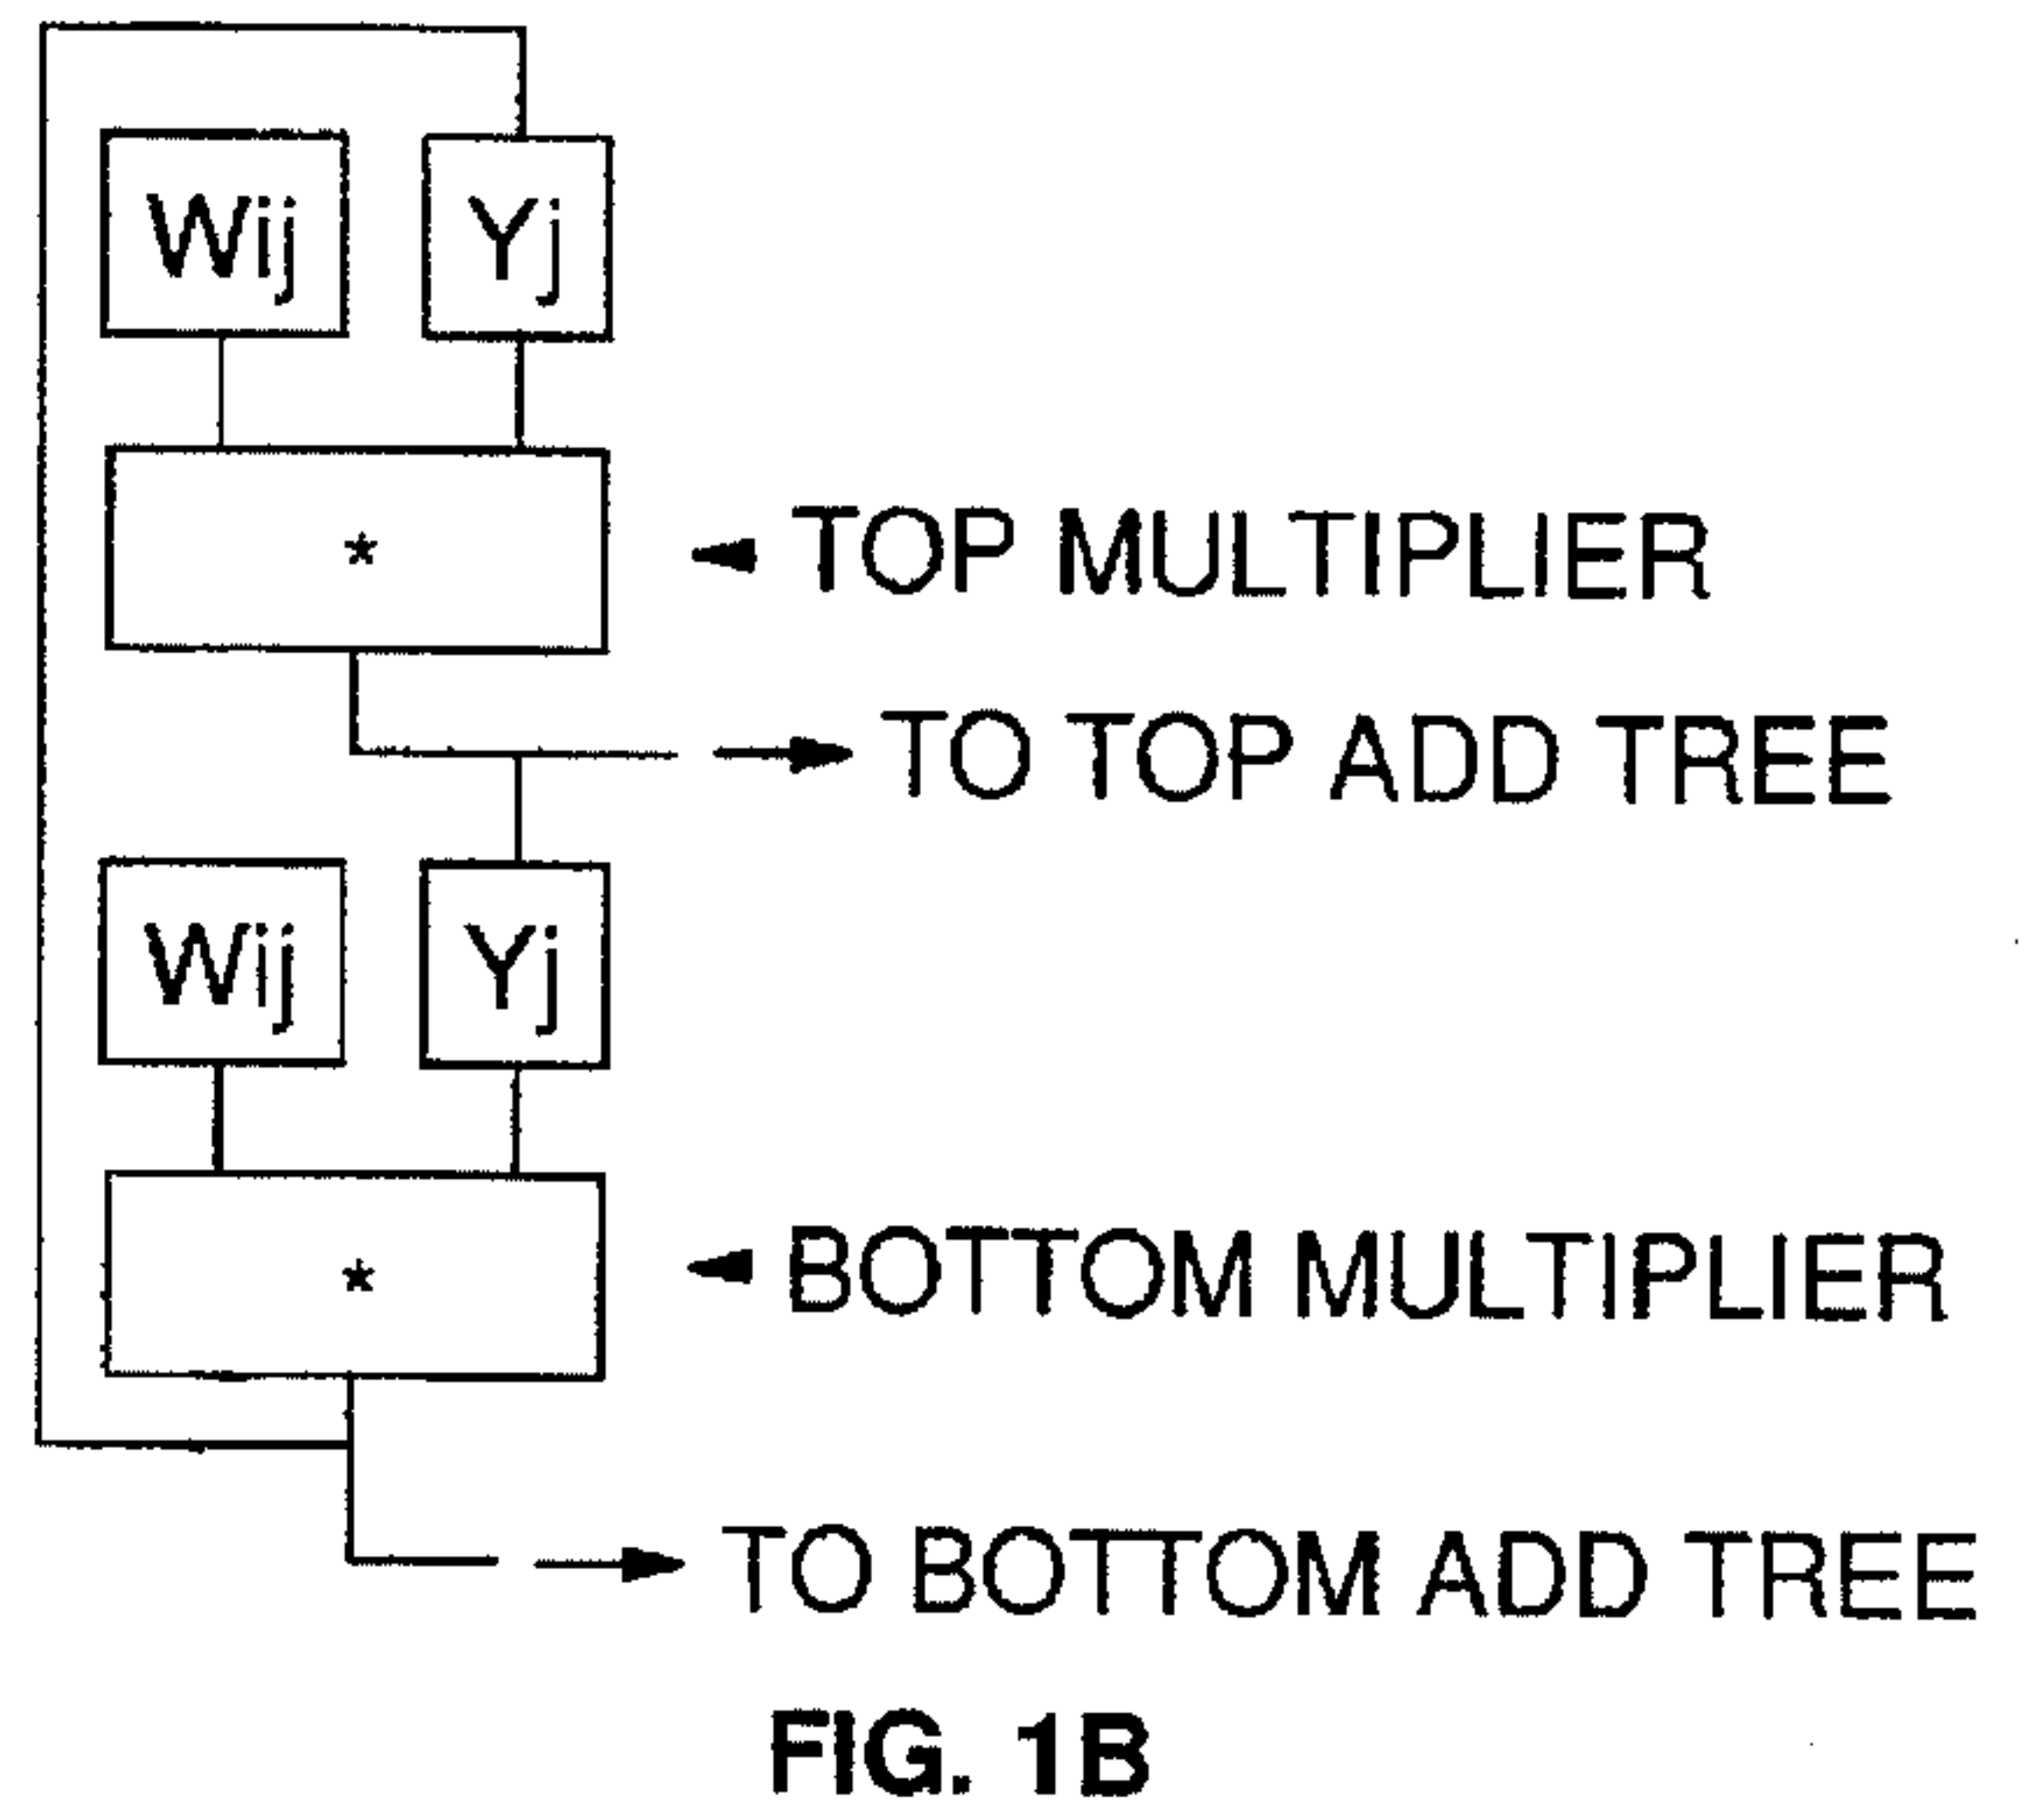 Wij Yj
*
TOP MULTIPLIER
TO TOP ADD TREE
Wij Yj
*
BOTTOM MULTIPLIER
TO BOTTOM ADD TREE
FIG. 1B